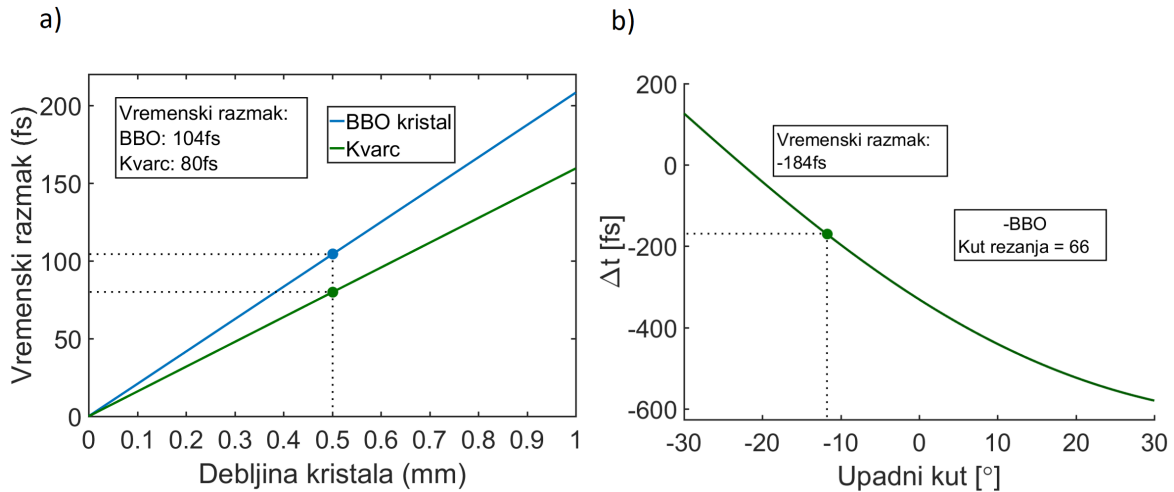 a)
Vremenski razmak (fs)
200
150
100
50
0
Vremenski razmak:
BBO: 104fs
Kvarc: 80fs
BBO kristal
Kvarc
0 0.1 0.2 0.3 0.4 0.5 0.6 0.7 0.8 0.9 1
Debljina kristala (mm)
b)
Δt [fs]
200
0
-200
-400
-600
Vremenski razmak:
-184fs
-BBO
Kut rezanja = 66
-30 -20 -10 0 10 20 30
Upadni kut [°]